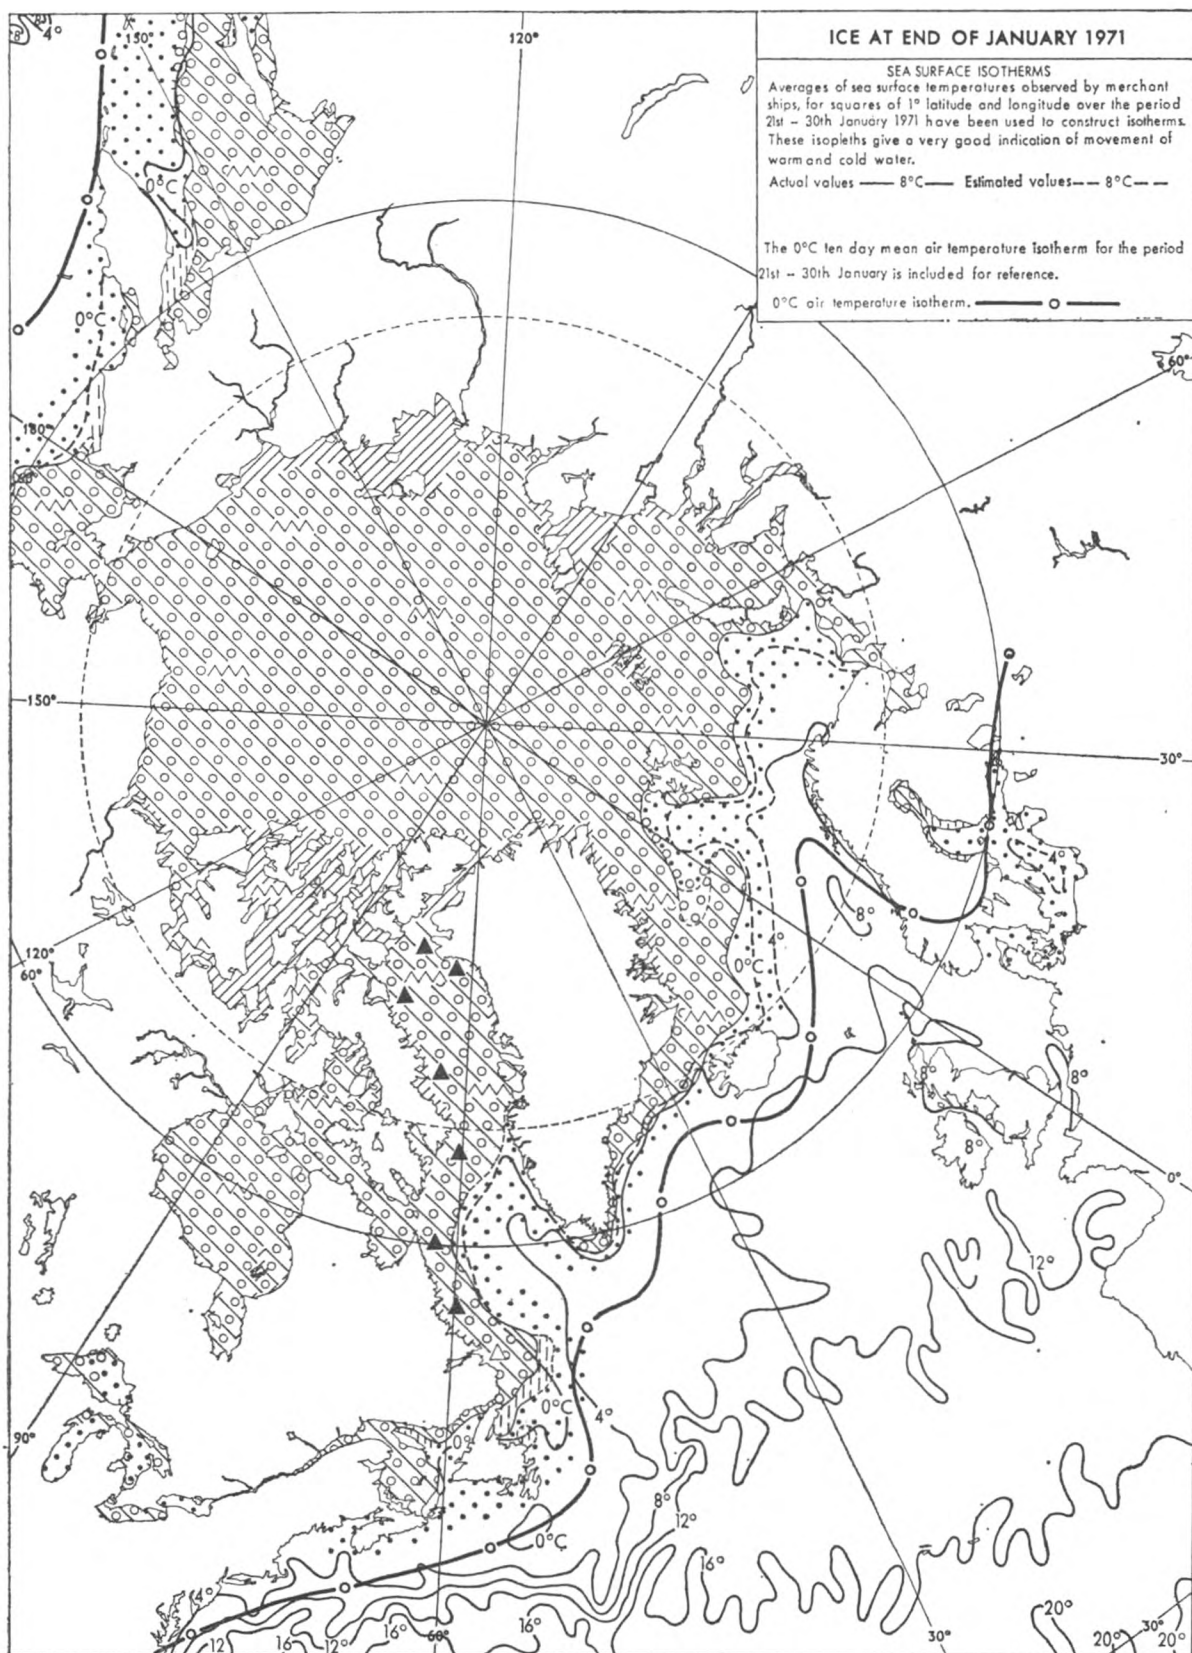 ICE AT END OF JANUARY 1971
SEA SURFACE ISOTHERMS
Averages of sea surface temperatures observed by merchant
ships, for squares of 1° latitude and longitude over the period
21st – 30th January 1971 have been used to construct isotherms.
These isopleths give a very good indication of movement of
warm and cold water.
Actual values —— 8°C —— Estimated values – – 8°C – –
The 0°C ten day mean air temperature isotherm for the period
21st – 30th January is included for reference.
0°C air temperature isotherm.
8°
4°
150°
120°
0°C
0°C
60°
180°
60°
150°
30°
4°
8°
4°
0°C
120°
60°
8°
8°
8°
0°
12°
0°C
4°
90°
0°
8°
12°
0°C
16°
4°
12
16°
12°
16°
60°
16°
30°
20°
20°
30°
20°